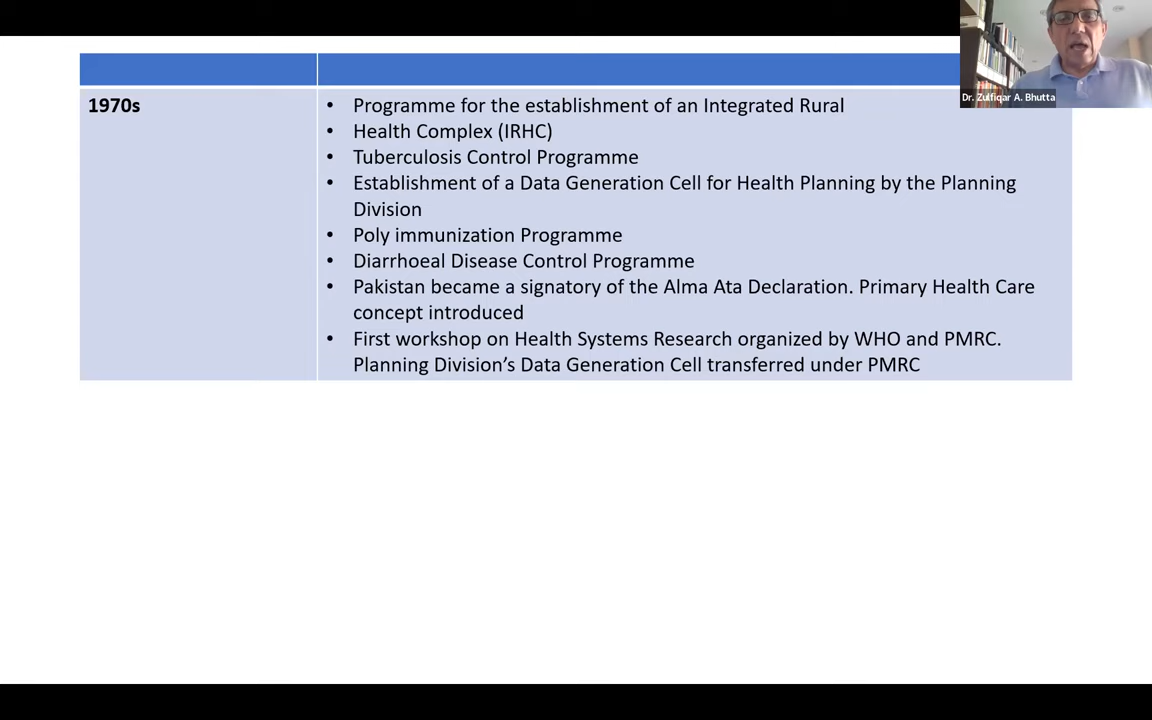 Dr. Zulfiqar A. Bhutta
1970s
• Programme for the establishment of an Integrated Rural
• Health Complex (IRHC)
• Tuberculosis Control Programme
• Establishment of a Data Generation Cell for Health Planning by the Planning
Division
• Poly immunization Programme
• Diarrhoeal Disease Control Programme
• Pakistan became a signatory of the Alma Ata Declaration. Primary Health Care
concept introduced
• First workshop on Health Systems Research organized by WHO and PMRC.
Planning Division’s Data Generation Cell transferred under PMRC